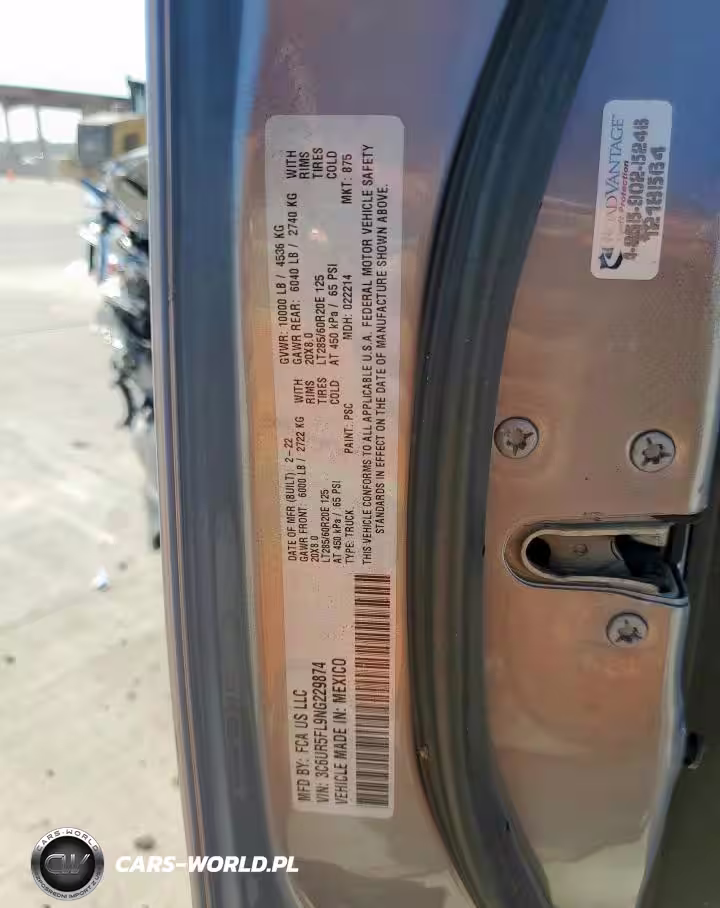 MFD BY: FCA US LLC
VIN: 3C6UR5FL9NG229874
VEHICLE MADE IN: MEXICO
DATE OF MFR (BUILT) 2-22
GAWR FRONT: 6000 LB / 2722 KG WITH
20X8.0 RIMS
LT285/60R20E 125 TIRES
AT 450 kPa / 65 PSI COLD
TYPE: TRUCK PAINT: PSC
GVWR: 10000 LB / 4536 KG
GAWR REAR: 6040 LB / 2740 KG WITH
20X8.0 RIMS
LT285/60R20E 125 TIRES
AT 450 kPa / 65 PSI COLD
MDH: 022214 MKT: 875
THIS VEHICLE CONFORMS TO ALL APPLICABLE U.S.A. FEDERAL MOTOR VEHICLE SAFETY
STANDARDS IN EFFECT ON THE DATE OF MANUFACTURE SHOWN ABOVE.
Protection
CARS-WORLD
CW
CARS-WORLD.PL